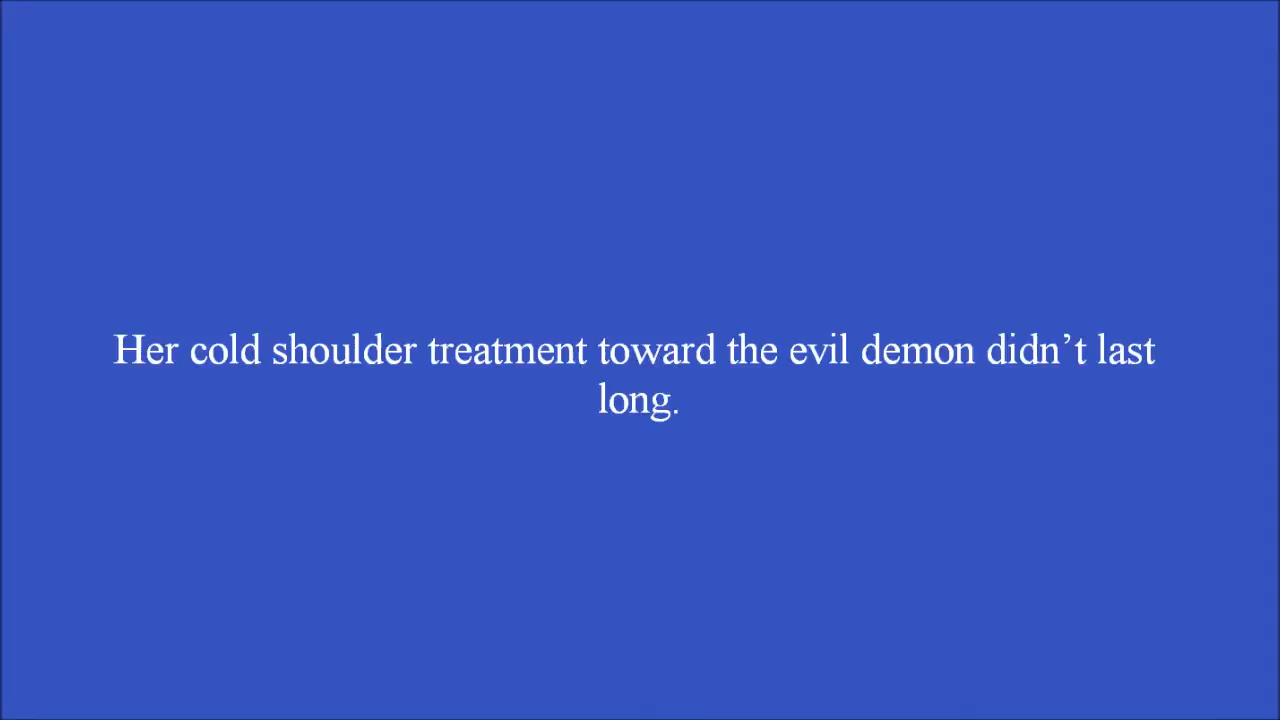 Her cold shoulder treatment toward the evil demon didn’t last
long.